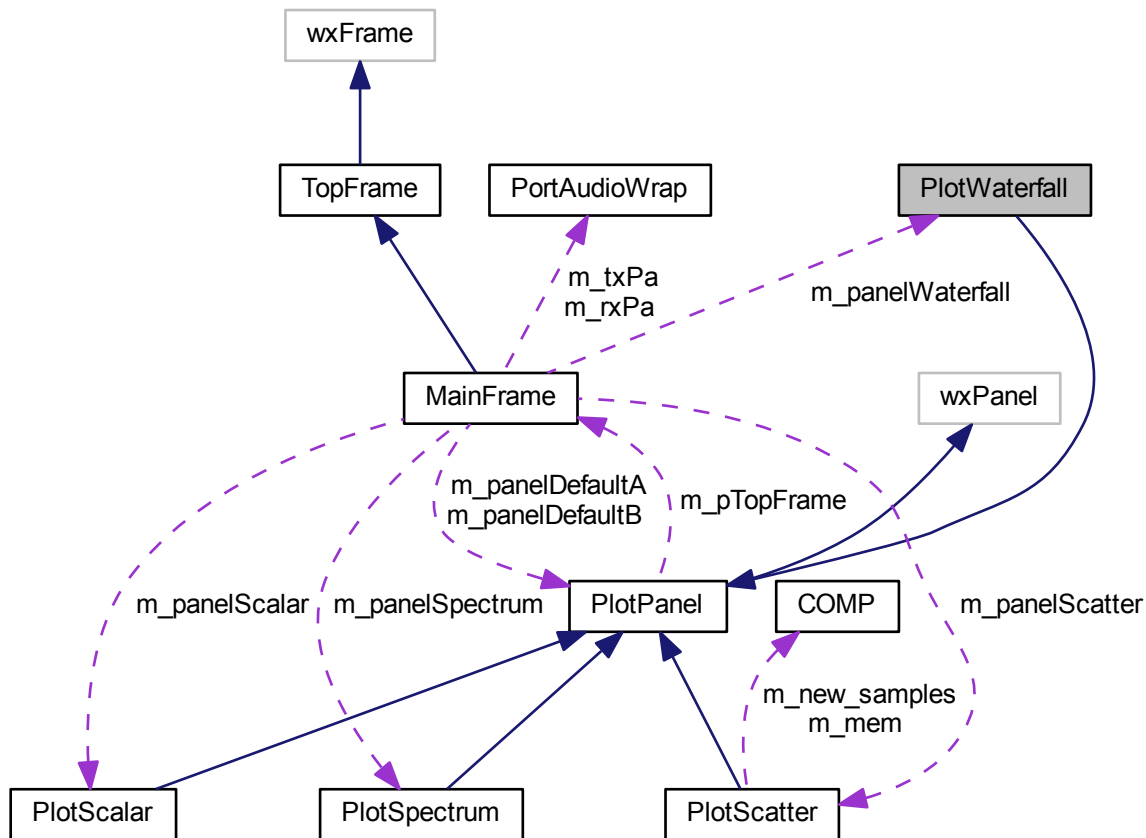 wxFrame
TopFrame
PortAudioWrap
PlotWaterfall
m_txPa
m_rxPa
m_panelWaterfall
MainFrame
wxPanel
m_panelDefaultA
m_panelDefaultB
m_pTopFrame
m_panelScalar
m_panelSpectrum
PlotPanel
COMP
m_panelScatter
m_new_samples
m_mem
PlotScalar
PlotSpectrum
PlotScatter